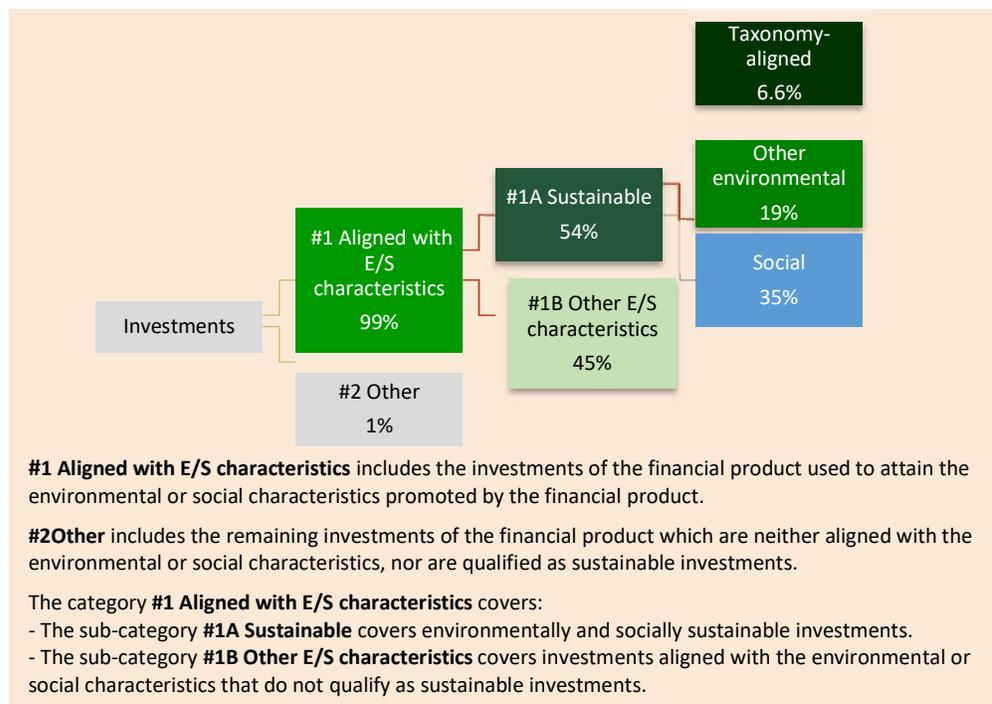 Taxonomy-
aligned
6.6%
Other
environmental
19%
#1A Sustainable
54%
#1 Aligned with
E/S
characteristics
99%
Social
35%
#1B Other E/S
characteristics
45%
Investments
#2 Other
1%
#1 Aligned with E/S characteristics includes the investments of the financial product used to attain the
environmental or social characteristics promoted by the financial product.
#2Other includes the remaining investments of the financial product which are neither aligned with the
environmental or social characteristics, nor are qualified as sustainable investments.
The category #1 Aligned with E/S characteristics covers:
- The sub-category #1A Sustainable covers environmentally and socially sustainable investments.
- The sub-category #1B Other E/S characteristics covers investments aligned with the environmental or
social characteristics that do not qualify as sustainable investments.